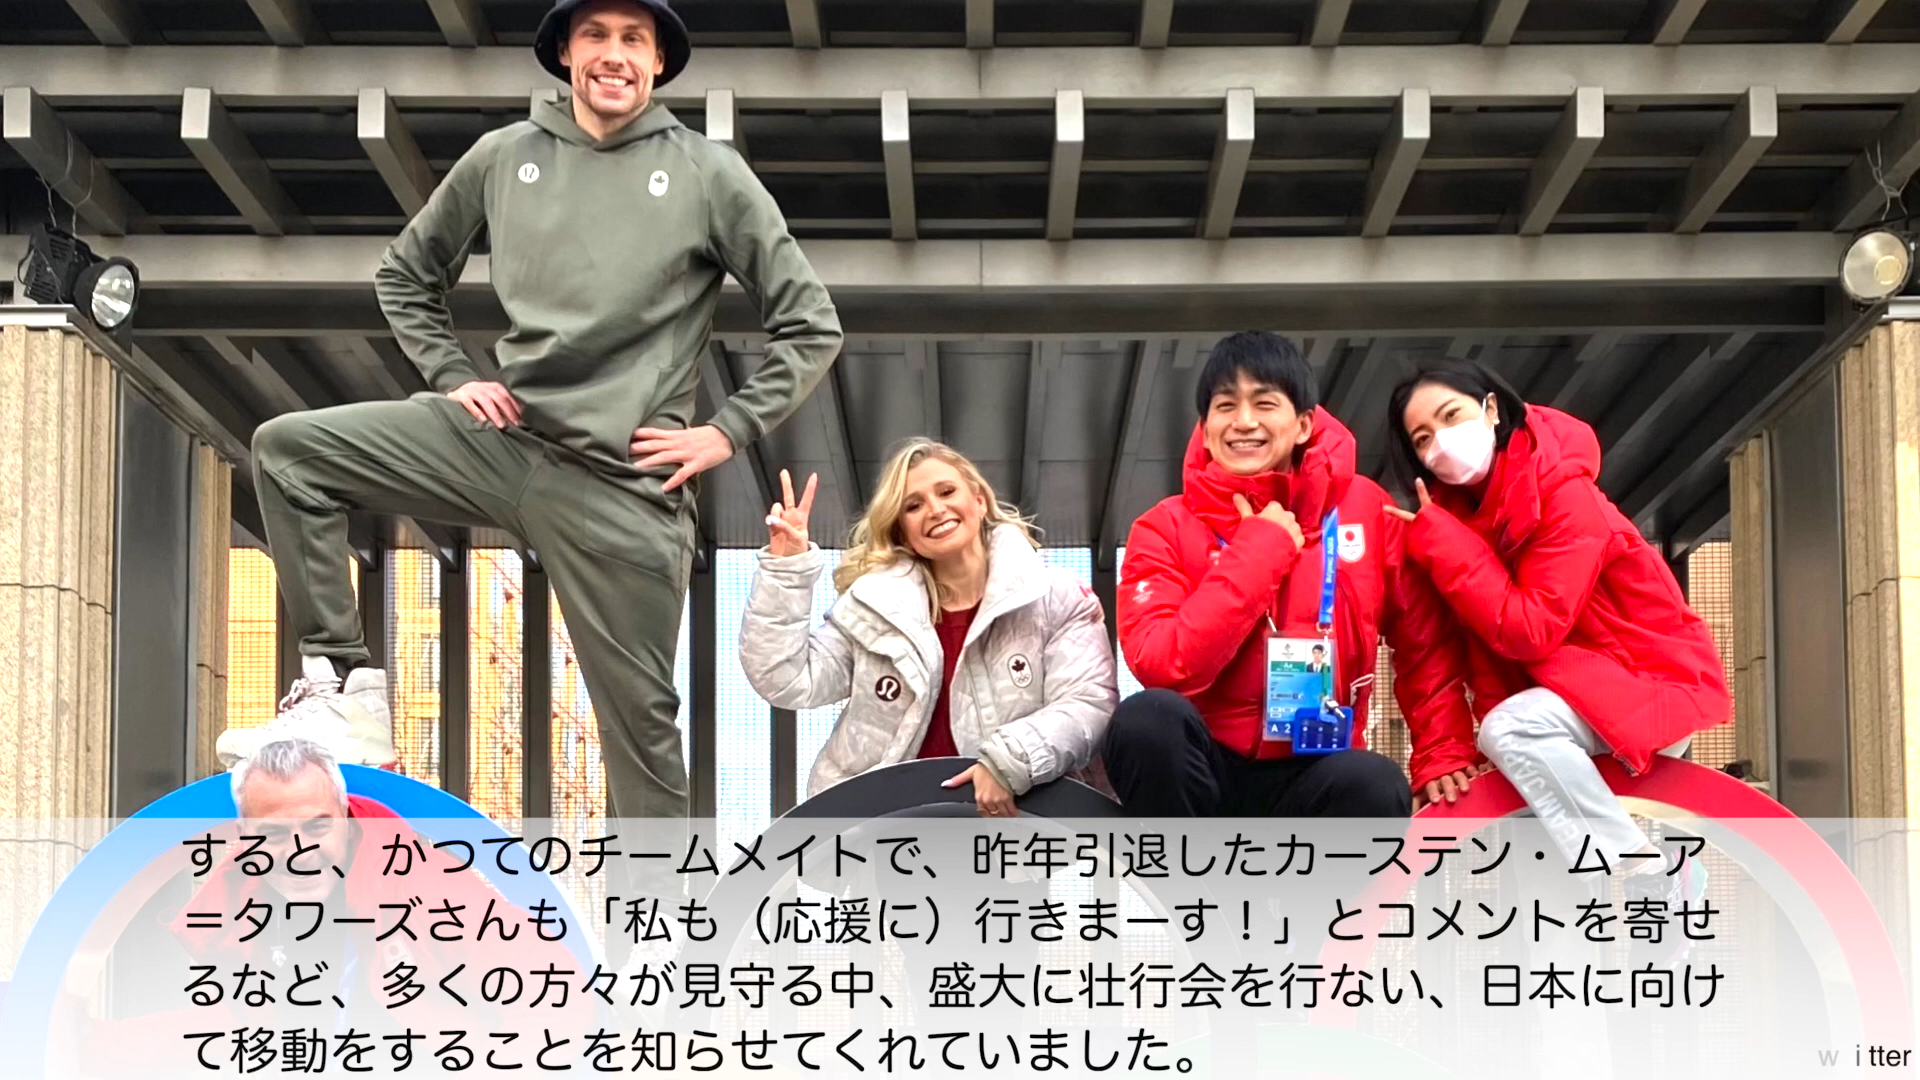 すると、かつてのチームメイトで、昨年引退したカーステン・ムーア
＝タワーズさんも「私も（応援に）行きまーす！」とコメントを寄せ
るなど、多くの方々が見守る中、盛大に壮行会を行ない、日本に向け
て移動をすることを知らせてくれていました。
TEAM JAPAN
A 2
w i tter